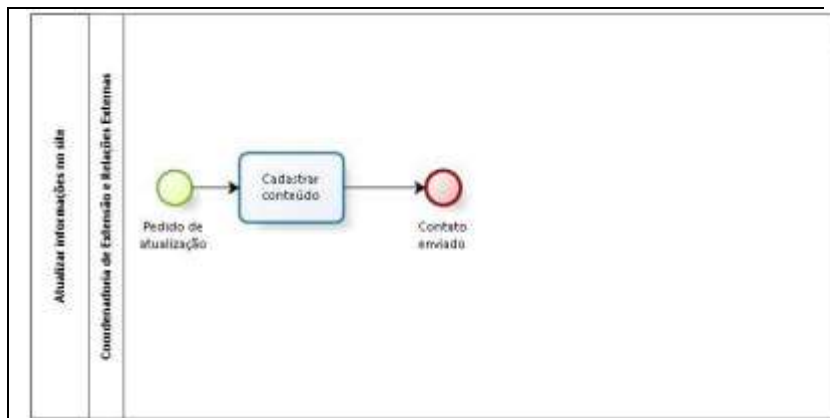 Atualizar informações no site
Coordenadoria de Extensão e Relações Externas
Pedido de
atualização
Cadastrar
conteúdo
Contato
enviado